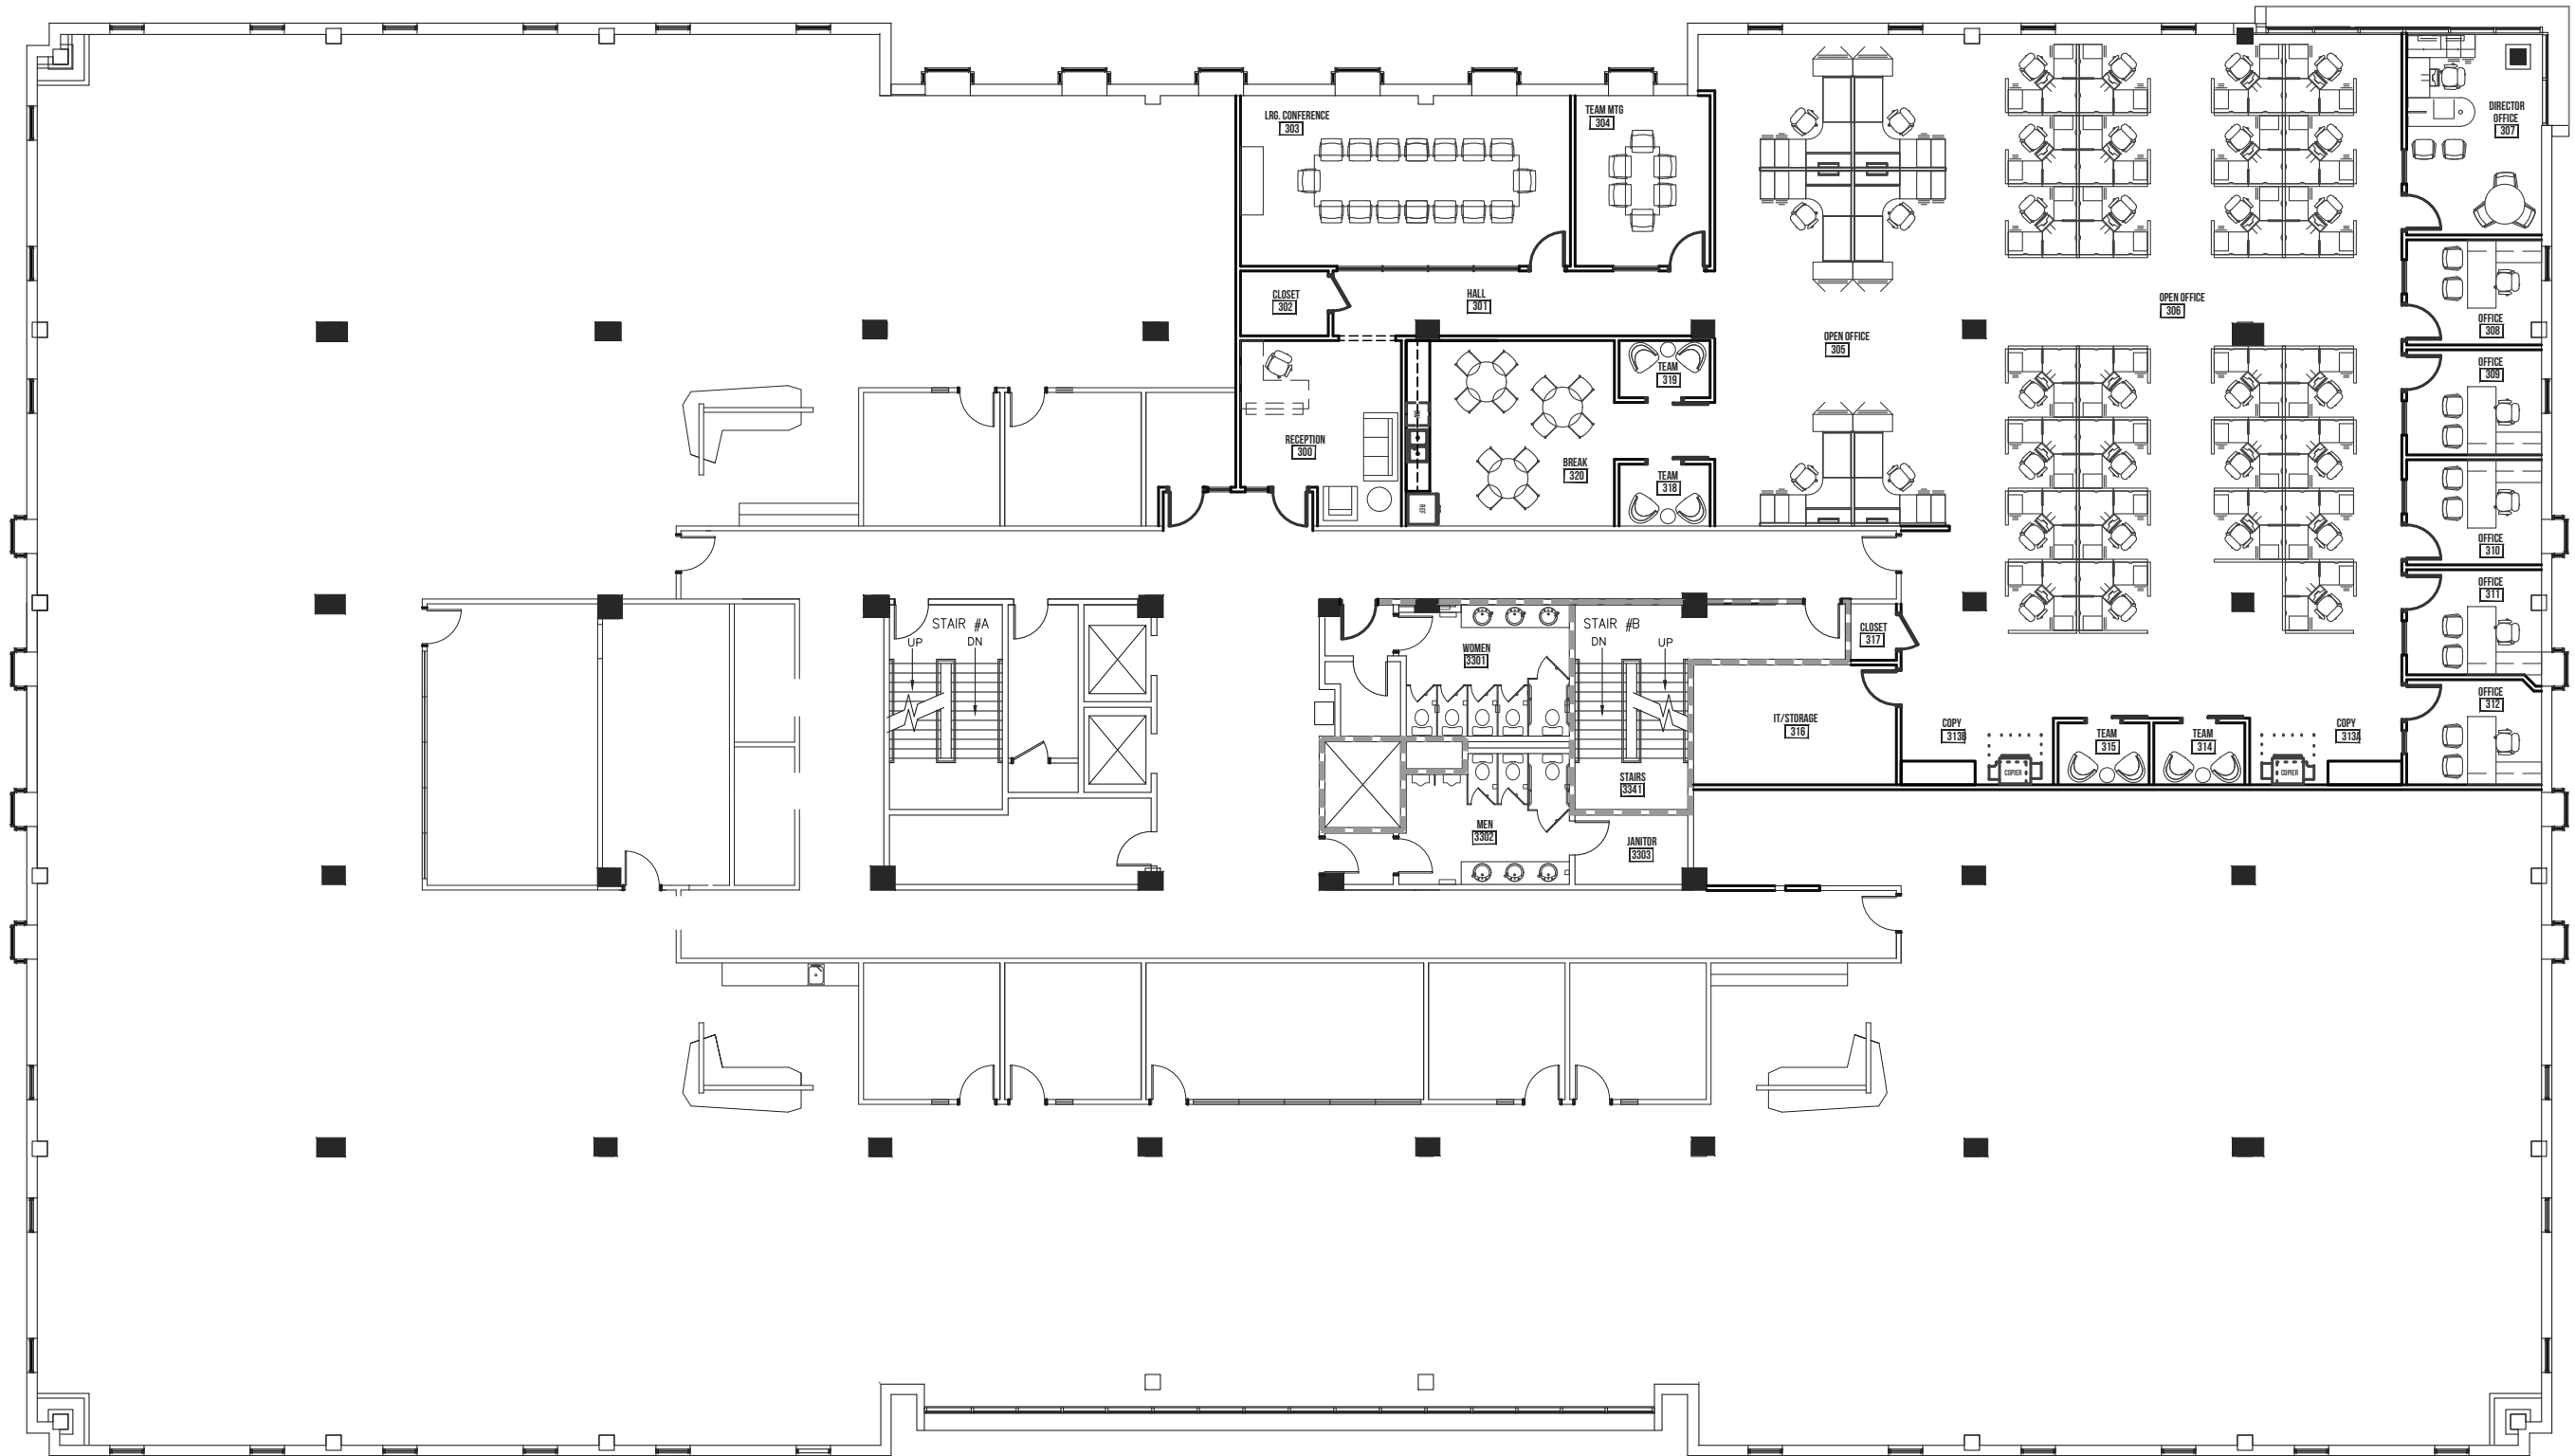 LRG. CONFERENCE
303
TEAM MTG
304
DIRECTOR
OFFICE
307
CLOSET
302
HALL
301
OPEN OFFICE
305
OPEN OFFICE
306
OFFICE
308
OFFICE
309
TEAM
319
RECEPTION
300
BREAK
320
TEAM
318
REF
OFFICE
310
OFFICE
311
STAIR #A
UP
DN
WOMEN
3301
STAIR #B
DN
UP
CLOSET
317
OFFICE
312
IT/STORAGE
316
COPY
313B
COPIER
TEAM
315
TEAM
314
COPIER
COPY
313A
STAIRS
3341
MEN
3302
JANITOR
3303